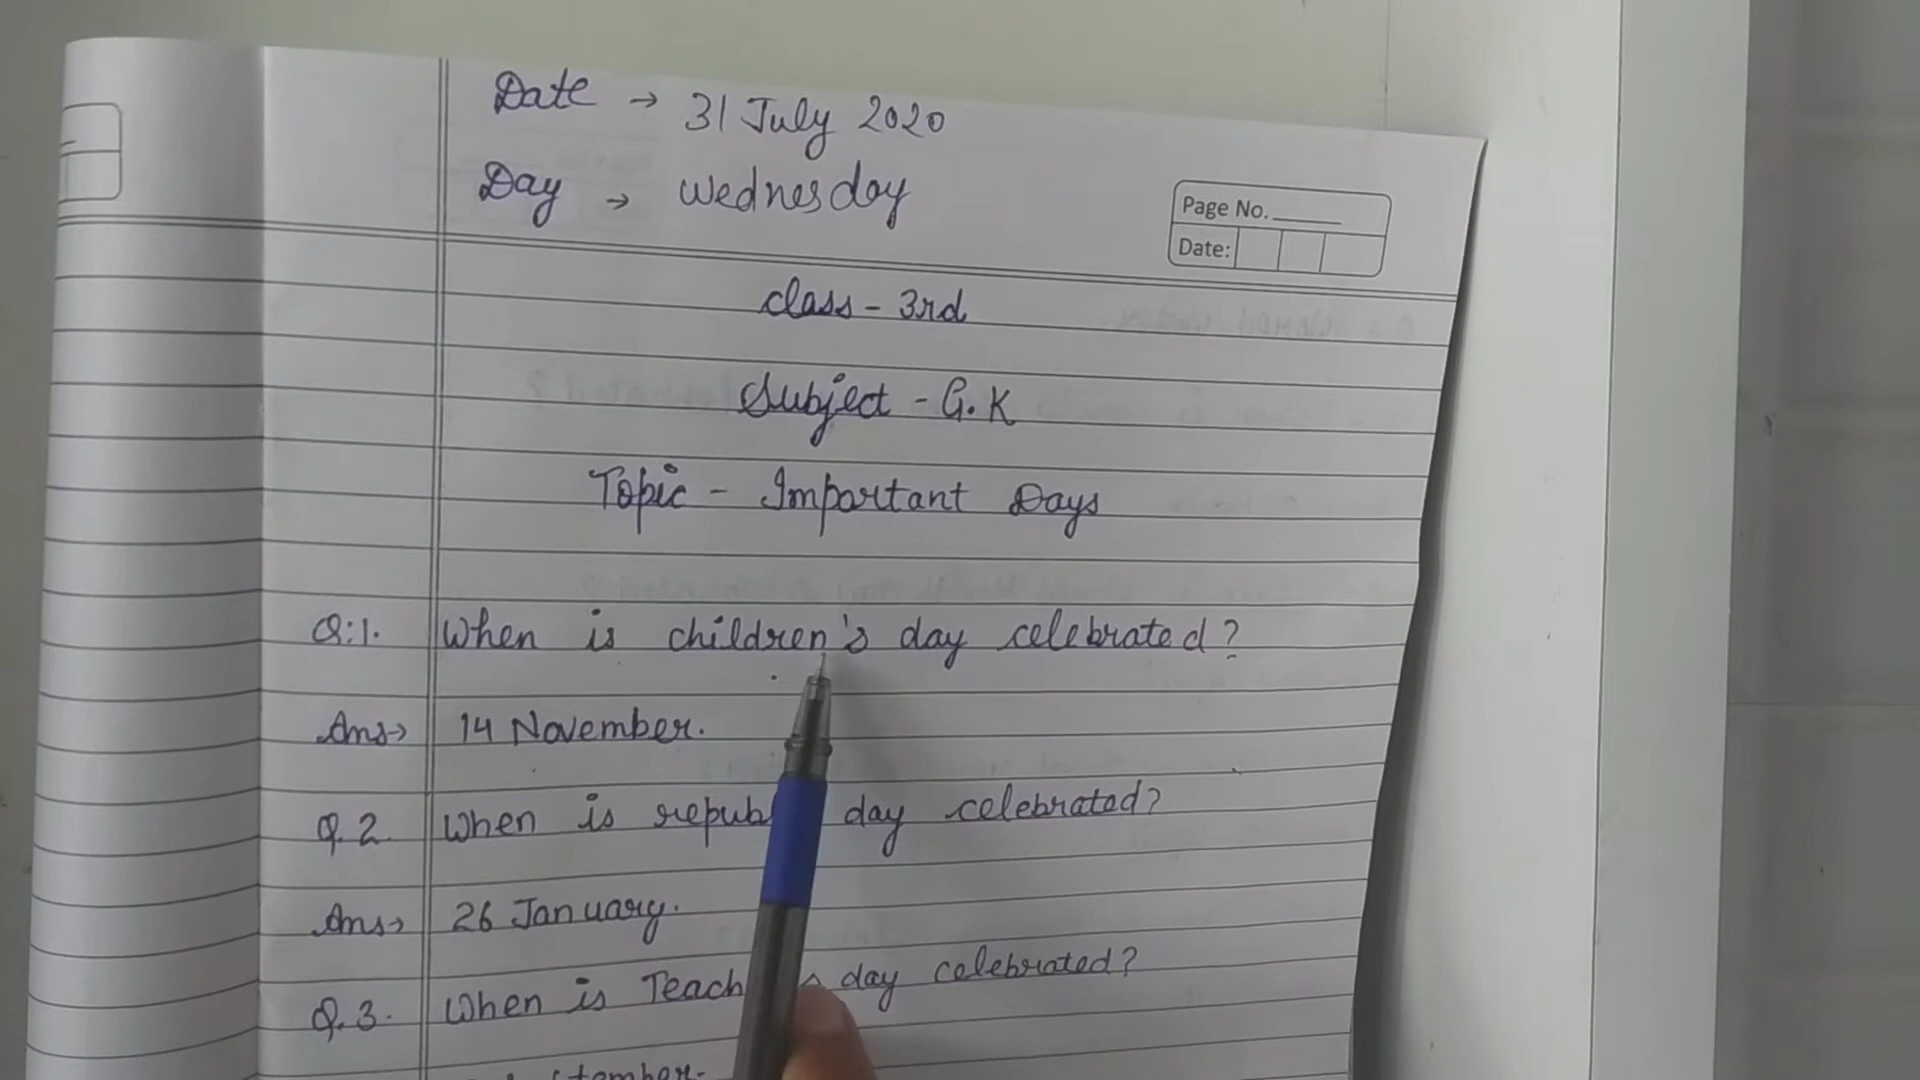 Date → 31 July 2020
Day → Wednesday
Page No.
Date:
Class - 3rd
Subject - G.K
Topic - Important Days
Q:1. When is children's day celebrated?
Ans→ 14 November.
Q.2. When is day celebrated?
Ans→ 26 January.
Q.3. When is day celebrated?